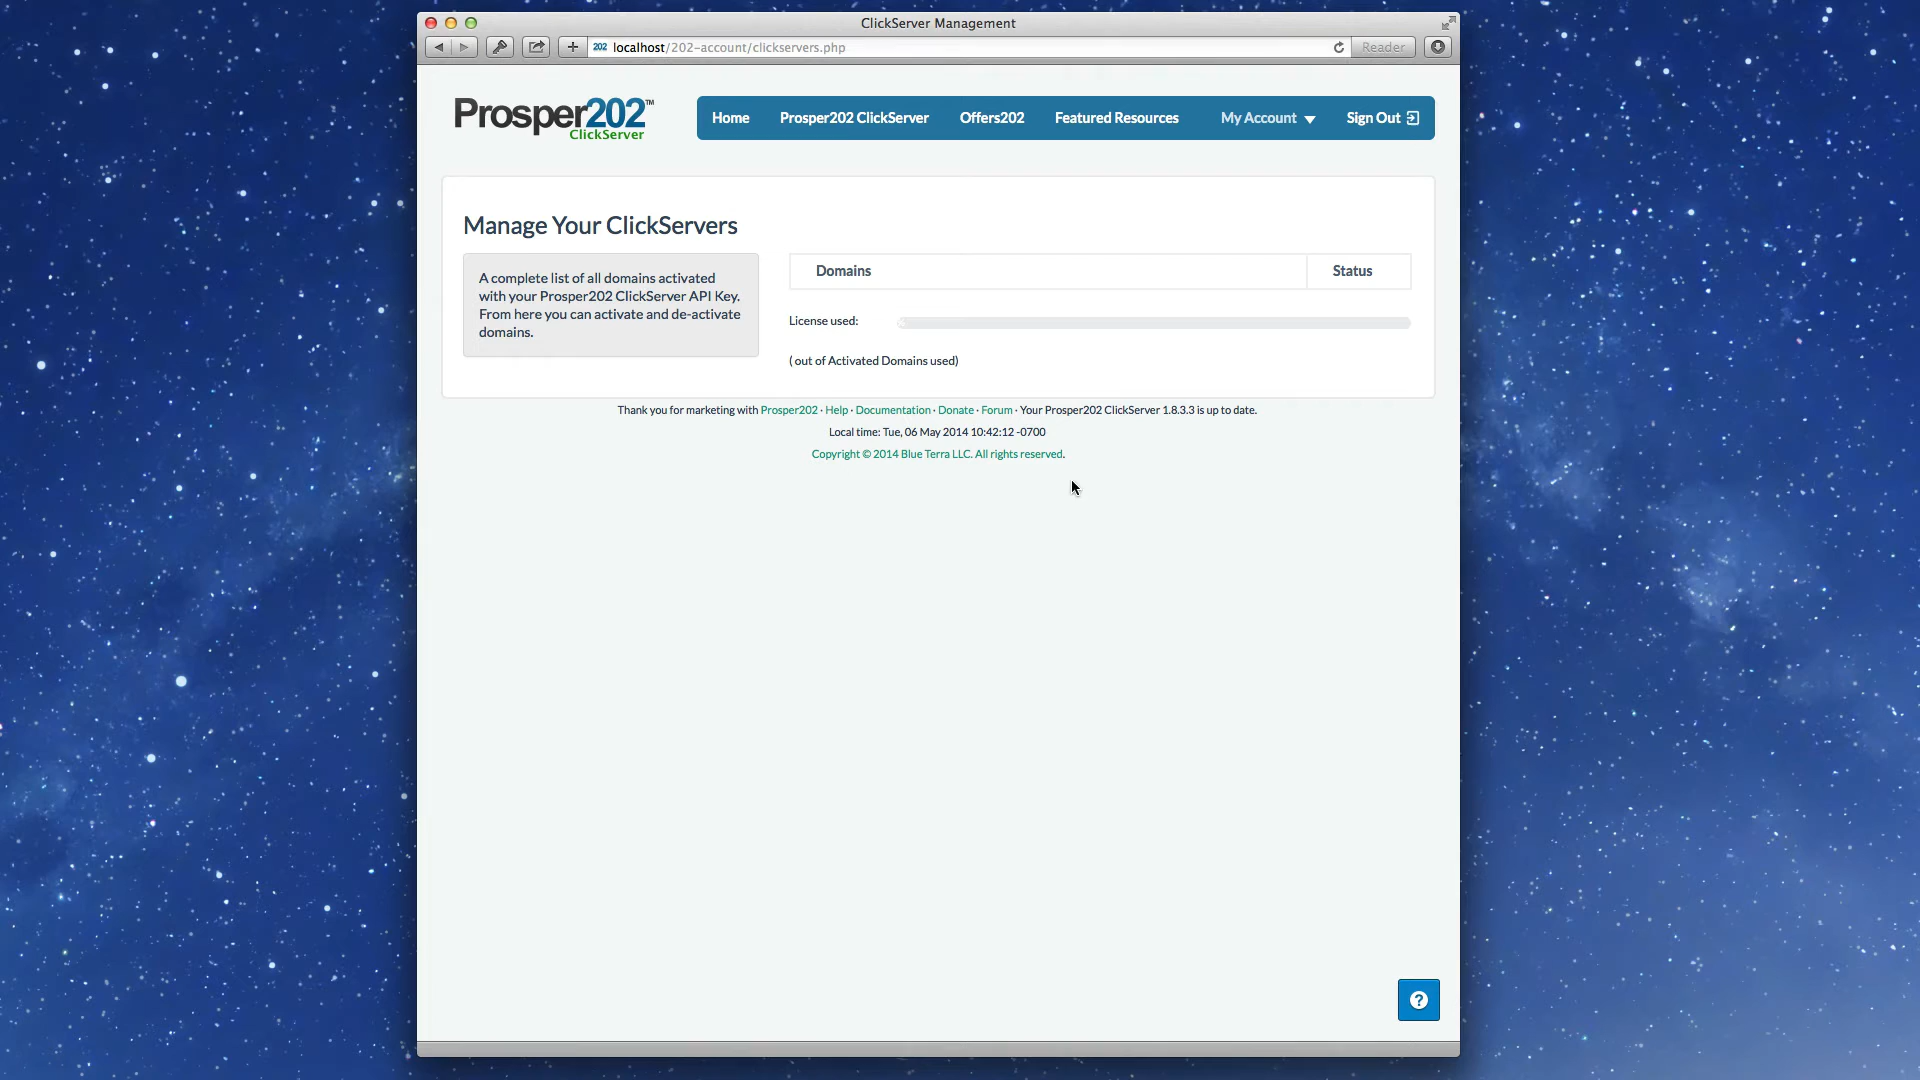 ClickServer Management
202 localhost/202-account/clickservers.php
Reader
Prosper202™
ClickServer
Home Prosper202 ClickServer Offers202 Featured Resources My Account Sign Out
Manage Your ClickServers
A complete list of all domains activated
with your Prosper202 ClickServer API Key.
From here you can activate and de-activate
domains.
Domains Status
License used:
( out of Activated Domains used)
Thank you for marketing with Prosper202 · Help · Documentation · Donate · Forum · Your Prosper202 ClickServer 1.8.3.3 is up to date.
Local time: Tue, 06 May 2014 10:42:12 -0700
Copyright © 2014 Blue Terra LLC. All rights reserved.
?